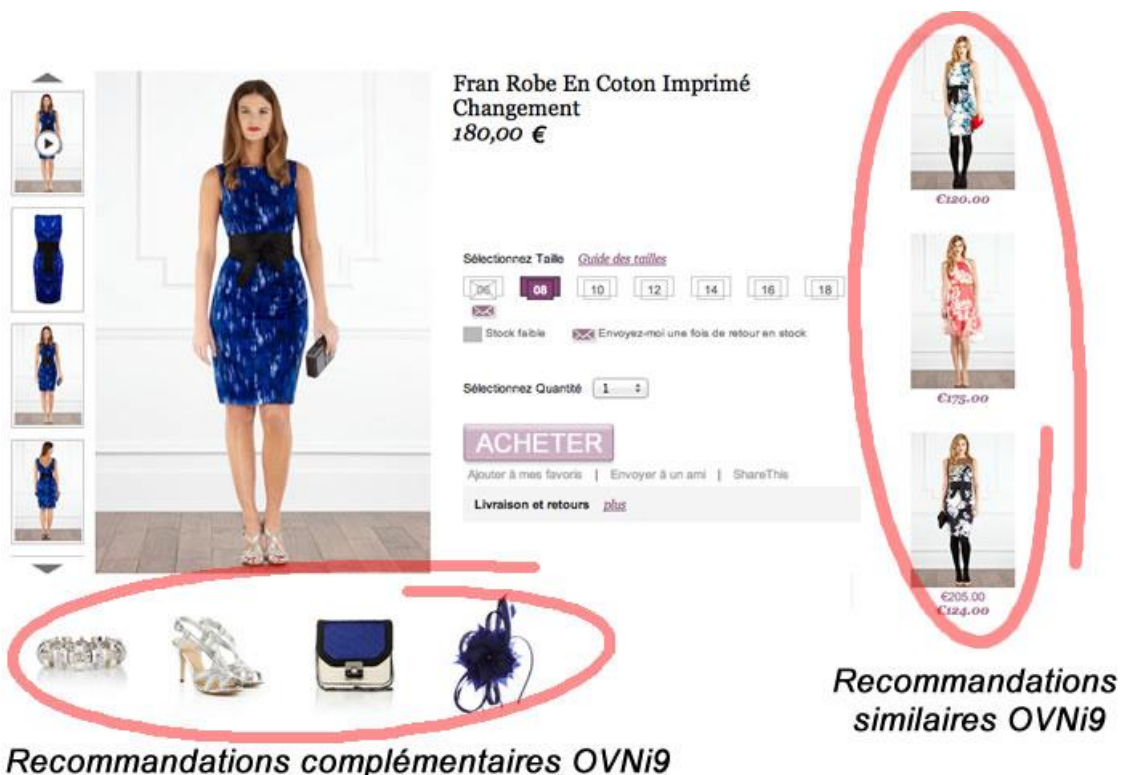 Fran Robe En Coton Imprimé
Changement
180,00 €
Sélectionnez Taille Guide des tailles
06 08 10 12 14 16 18
Stock faible Envoyez-moi une fois de retour en stock
Sélectionnez Quantité 1
ACHETER
Ajouter à mes favoris | Envoyer à un ami | ShareThis
Livraison et retours plus
€120.00
€175.00
€205.00
€124.00
Recommandations
similaires OVNi9
Recommandations complémentaires OVNi9